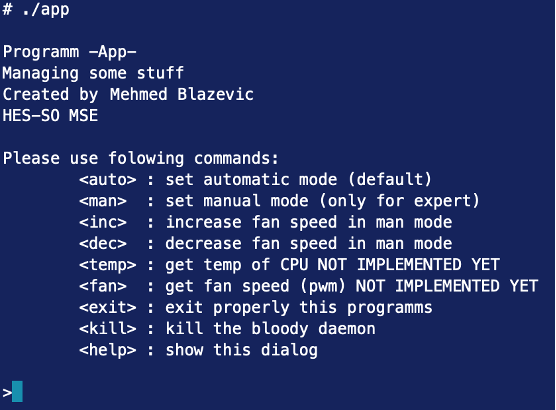 # ./app
Programm -App-
Managing some stuff
Created by Mehmed Blazevic
HES-SO MSE
Please use folowing commands:
<auto> : set automatic mode (default)
<man> : set manual mode (only for expert)
<inc> : increase fan speed in man mode
<dec> : decrease fan speed in man mode
<temp> : get temp of CPU NOT IMPLEMENTED YET
<fan> : get fan speed (pwm) NOT IMPLEMENTED YET
<exit> : exit properly this programms
<kill> : kill the bloody daemon
<help> : show this dialog
>